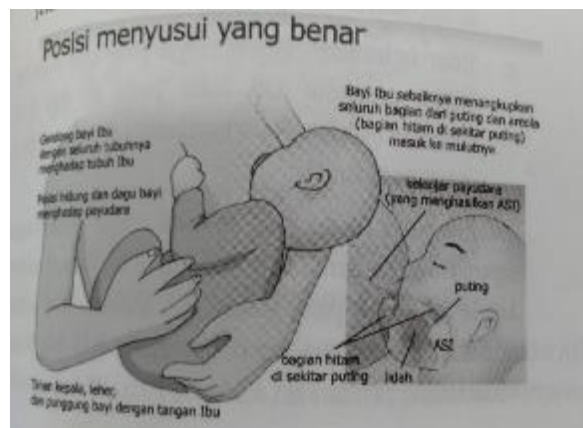 Posisi menyusui yang benar
Bayi Ibu sebaiknya menangkupkan
seluruh bagian dari puting dan areola
(bagian hitam di sekitar puting)
masuk ke mulutnya
Gendong bayi Ibu
dengan seluruh tubuhnya
menghadap tubuh Ibu
Posisi hidung dan dagu bayi
menghadap payudara
kelenjar payudara
(yang menghasilkan ASI)
puting
ASI
lidah
bagian hitam
di sekitar puting
kepala, leher,
dan punggung bayi dengan tangan Ibu